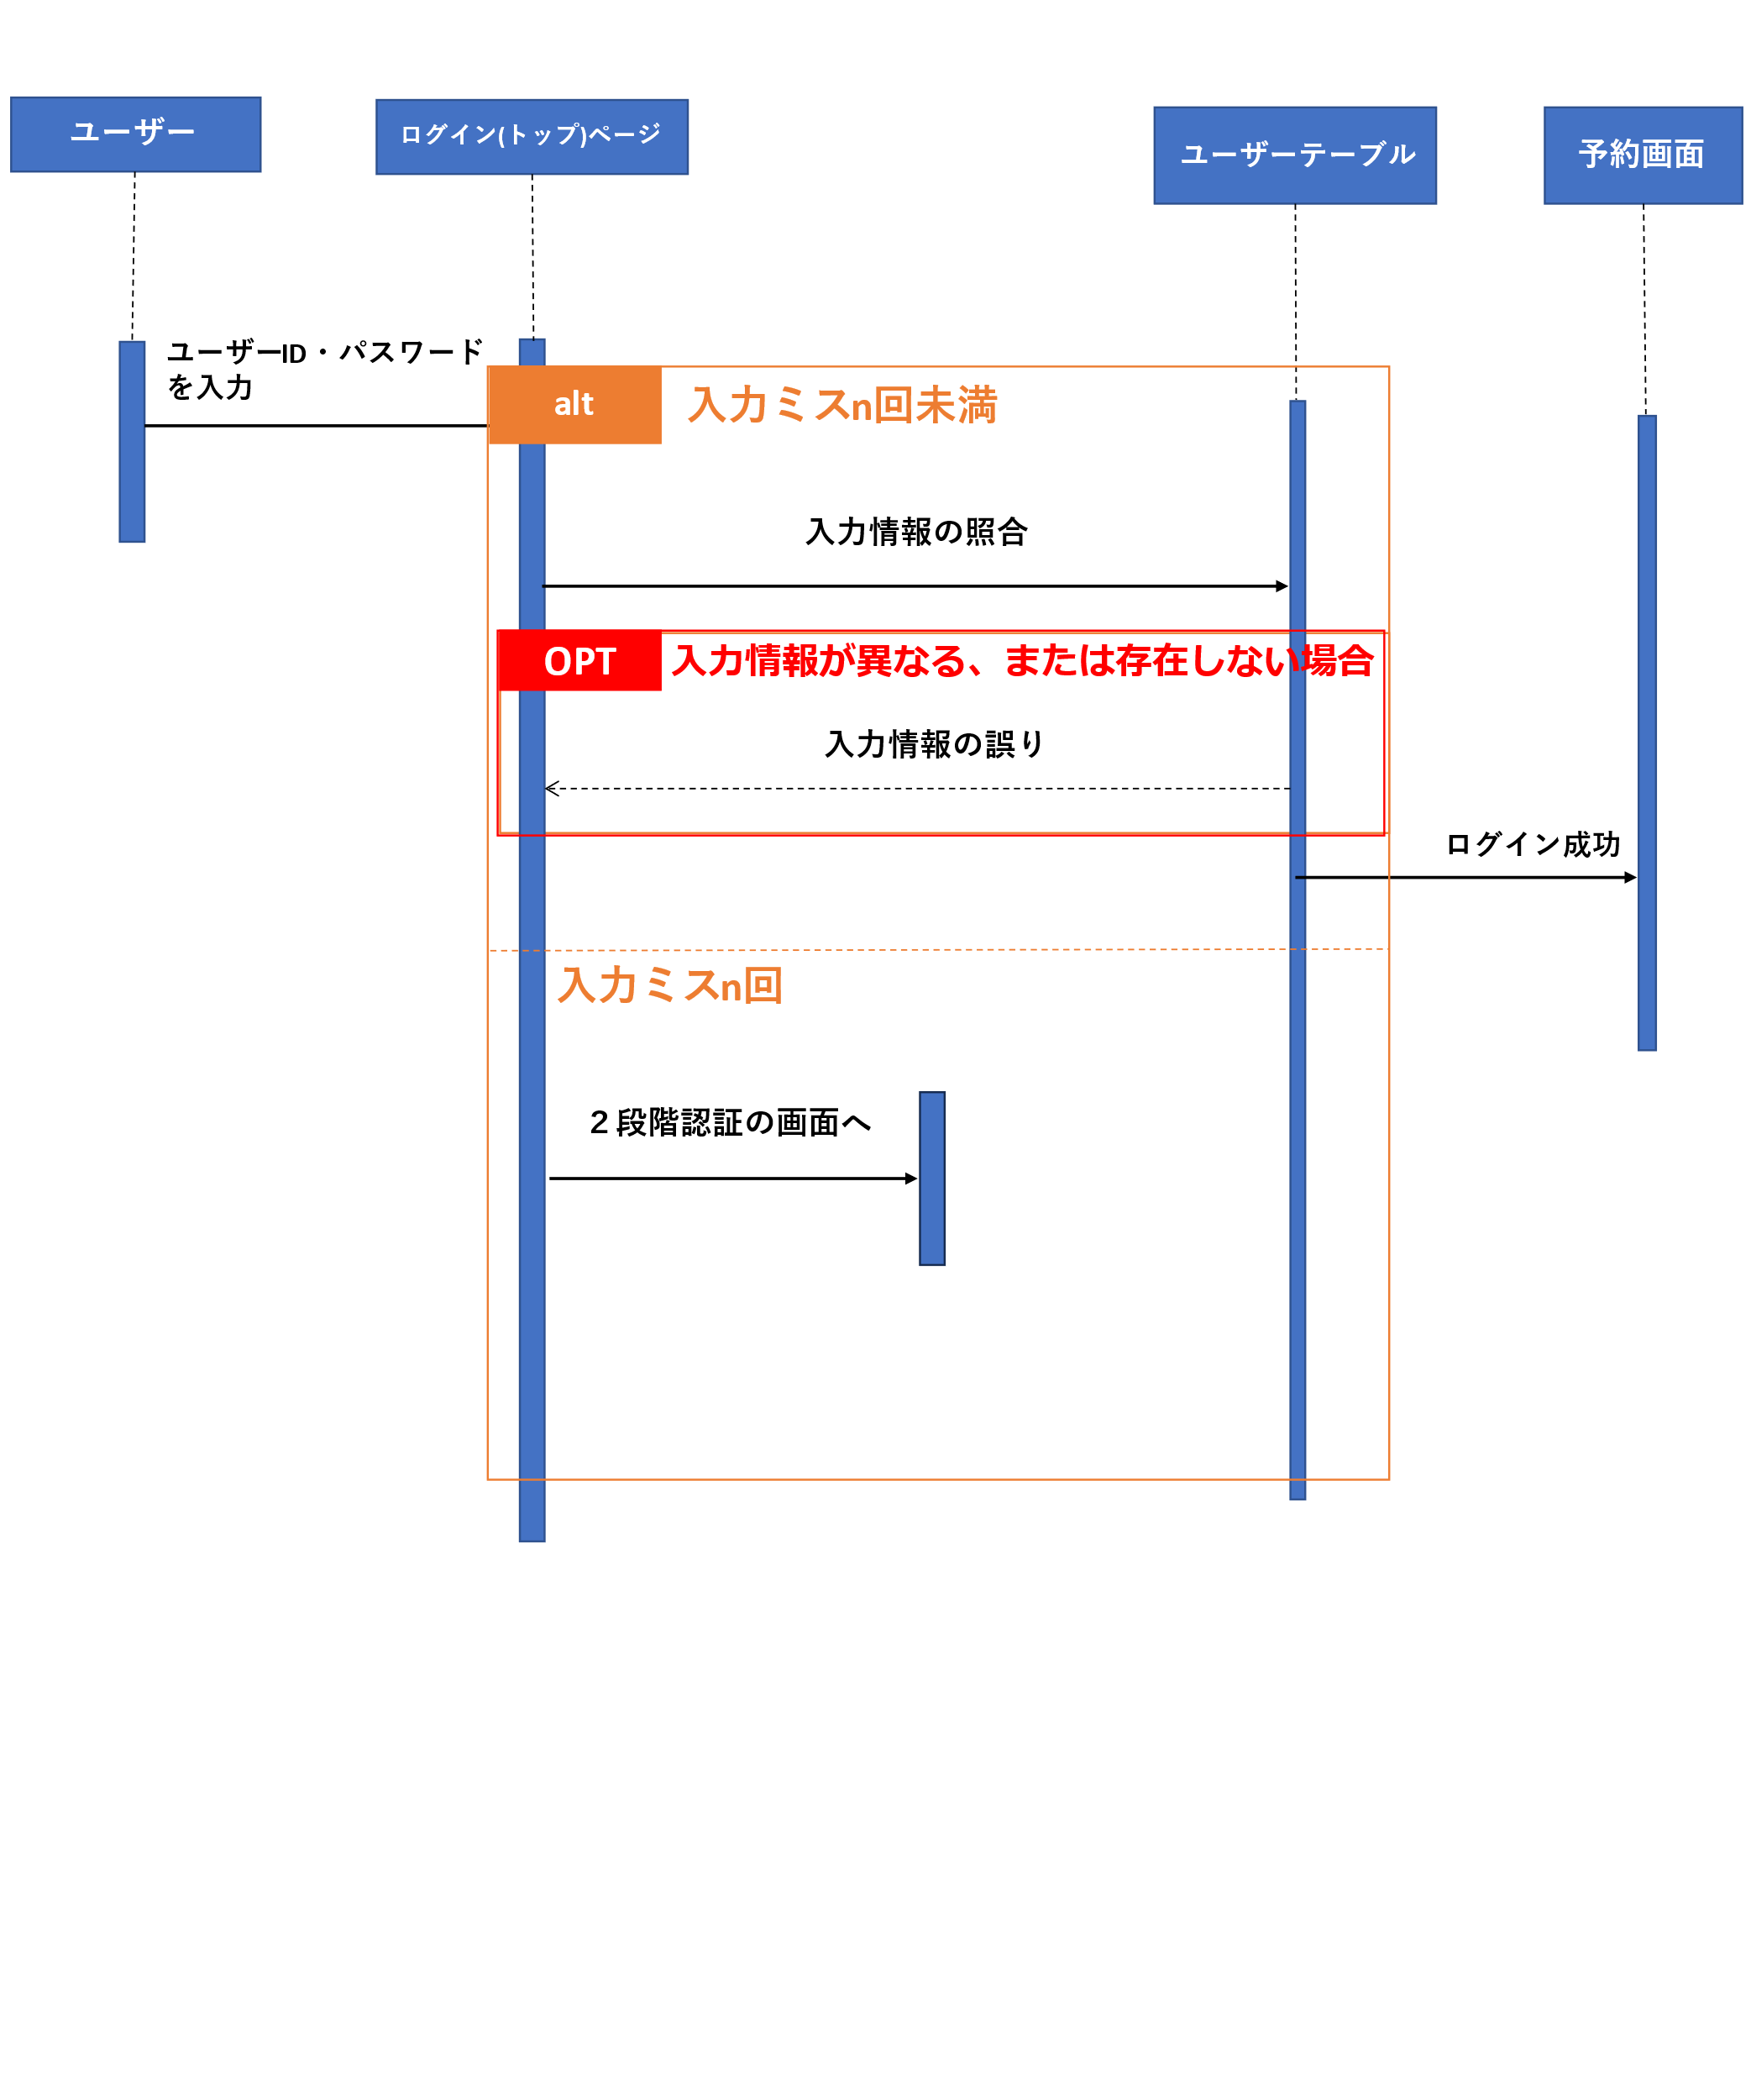 ユーザー
ログイン(トップ)ページ
ユーザーテーブル
予約画面
ユーザーID・パスワード
を入力
alt
入力ミスn回未満
入力情報の照合
OPT
入力情報が異なる、または存在しない場合
入力情報の誤り
ログイン成功
入力ミスn回
２段階認証の画面へ